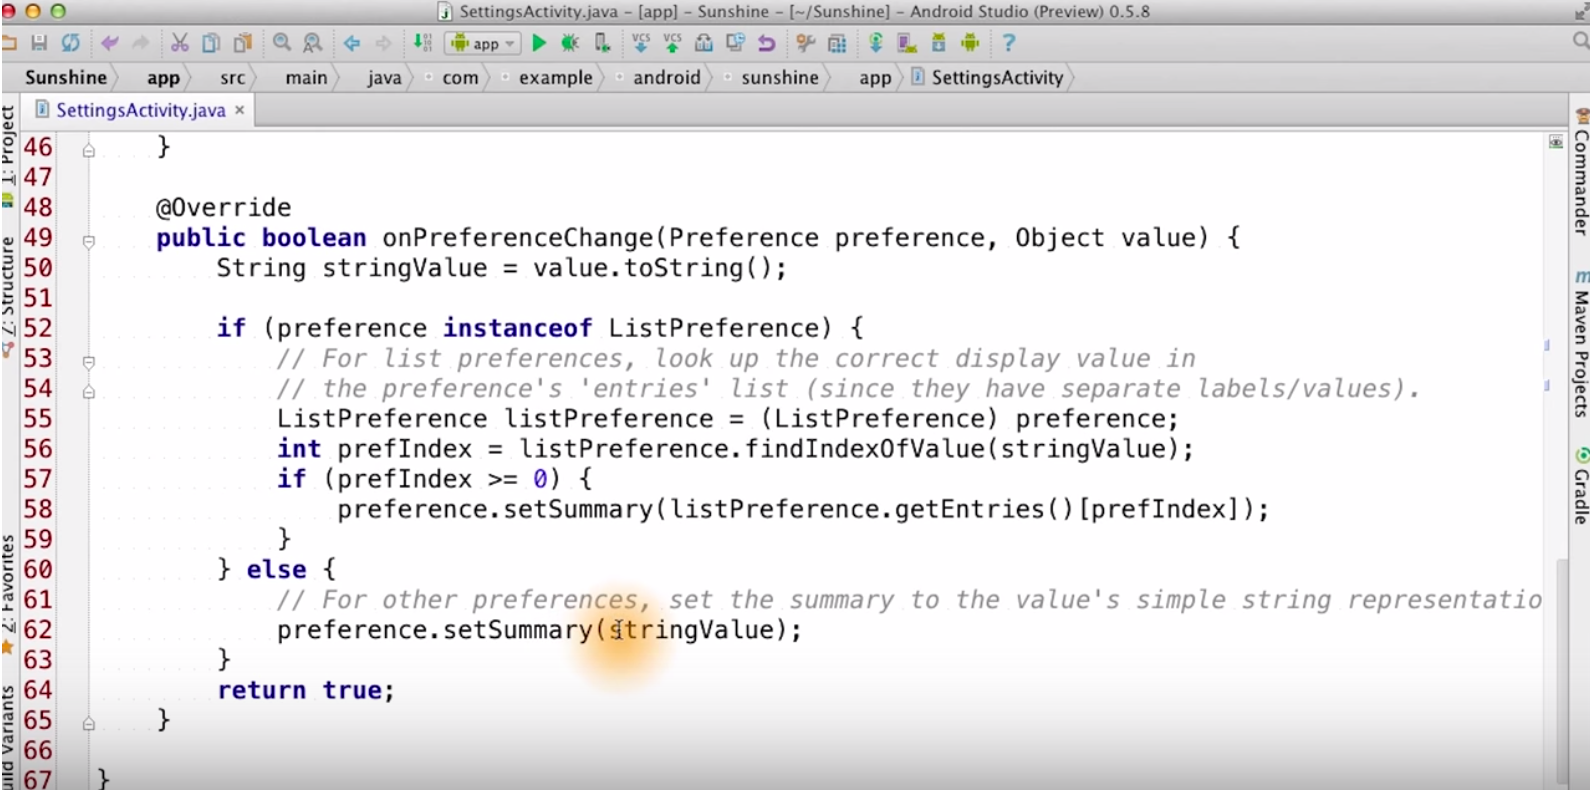 SettingsActivity.java – [app] – Sunshine – [~/Sunshine] – Android Studio (Preview) 0.5.8
app
Sunshine app src main java com example android sunshine app SettingsActivity
SettingsActivity.java
1: Project
Z: Structure
2: Favorites
uild Variants
46 }
47
48 @Override
49 public boolean onPreferenceChange(Preference preference, Object value) {
50 String stringValue = value.toString();
51
52 if (preference instanceof ListPreference) {
53 // For list preferences, look up the correct display value in
54 // the preference's 'entries' list (since they have separate labels/values).
55 ListPreference listPreference = (ListPreference) preference;
56 int prefIndex = listPreference.findIndexOfValue(stringValue);
57 if (prefIndex >= 0) {
58 preference.setSummary(listPreference.getEntries()[prefIndex]);
59 }
60 } else {
61 // For other preferences, set the summary to the value's simple string representatio
62 preference.setSummary(stringValue);
63 }
64 return true;
65 }
66
67 }
Commander
Maven Projects
Gradle